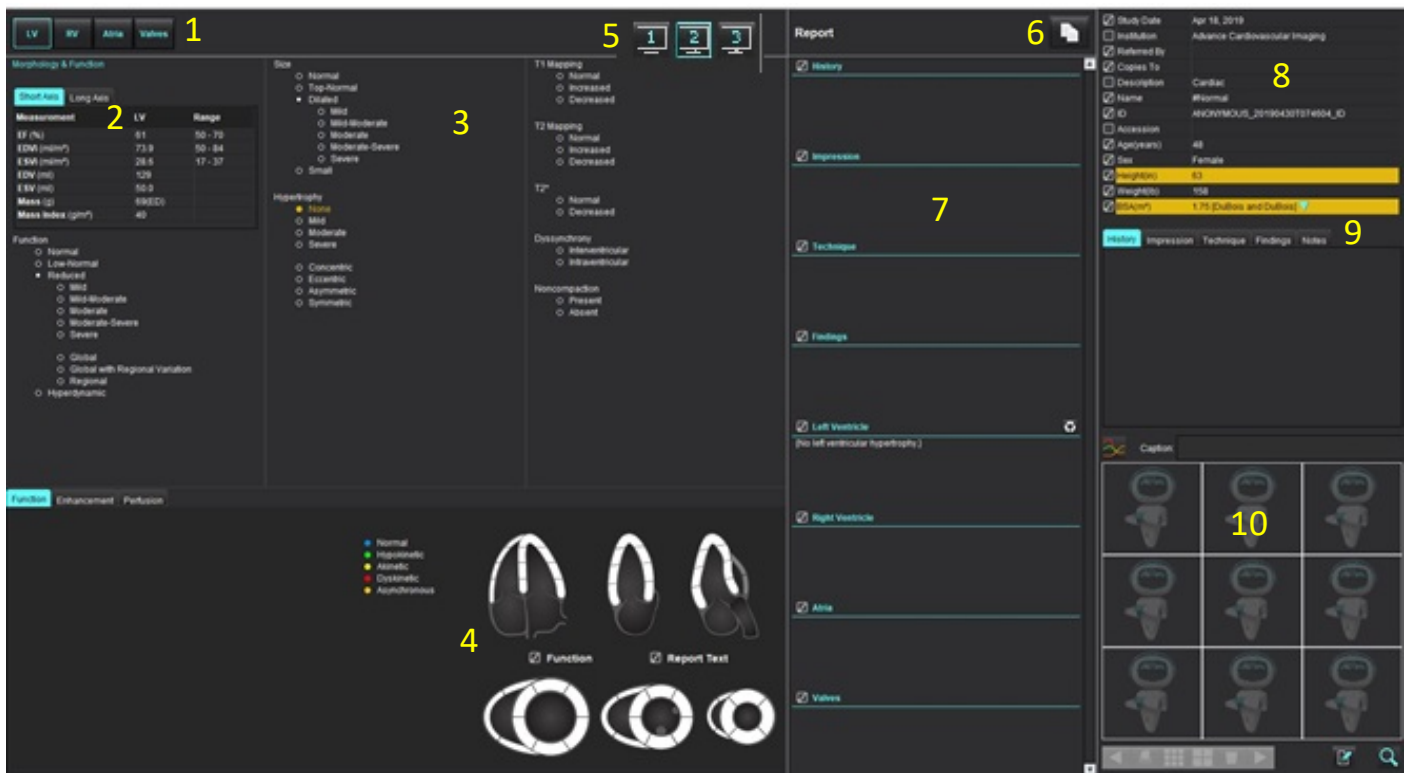 LV RV Atria Valves 1
5 1 2 3
Morphology & Function
Short Axis Long Axis
2
Measurement LV Range
EF (%) 61 50 - 70
EDVI (ml/m²) 73.9 50 - 84
ESVI (ml/m²) 28.6 17 - 37
EDV (ml) 129
ESV (ml) 50.0
Mass (g) 69(ED)
Mass Index (g/m²) 40
Function
Normal
Low-Normal
Reduced
Mild
Mild-Moderate
Moderate
Moderate-Severe
Severe
Global
Global with Regional Variation
Regional
Hyperdynamic
Size
Normal
Top-Normal
Dilated
Mild
Mild-Moderate
Moderate
Moderate-Severe
Severe
Small
3
Hypertrophy
None
Mild
Moderate
Severe
Concentric
Eccentric
Asymmetric
Symmetric
T1 Mapping
Normal
Increased
Decreased
T2 Mapping
Normal
Increased
Decreased
T2*
Normal
Decreased
Dyssynchrony
Interventricular
Intraventricular
Noncompaction
Present
Absent
Function Enhancement Perfusion
Normal
Hypokinetic
Akinetic
Dyskinetic
Asynchronous
4
Function Report Text
Report 6
History
Impression
7
Technique
Findings
Left Ventricle
(No left ventricular hypertrophy.)
Right Ventricle
Atria
Valves
Study Date Apr 18, 2019
Institution Advance Cardiovascular Imaging
Referred By
Copies To
8
Description Cardiac
Name #Normal
ID ANONYMOUS_20190430T074604_ID
Accession
Age(years) 48
Sex Female
Height(in) 63
Weight(lb) 158
BSA(m²) 1.75 [DuBois and DuBois]
History Impression Technique Findings Notes 9
Caption
10